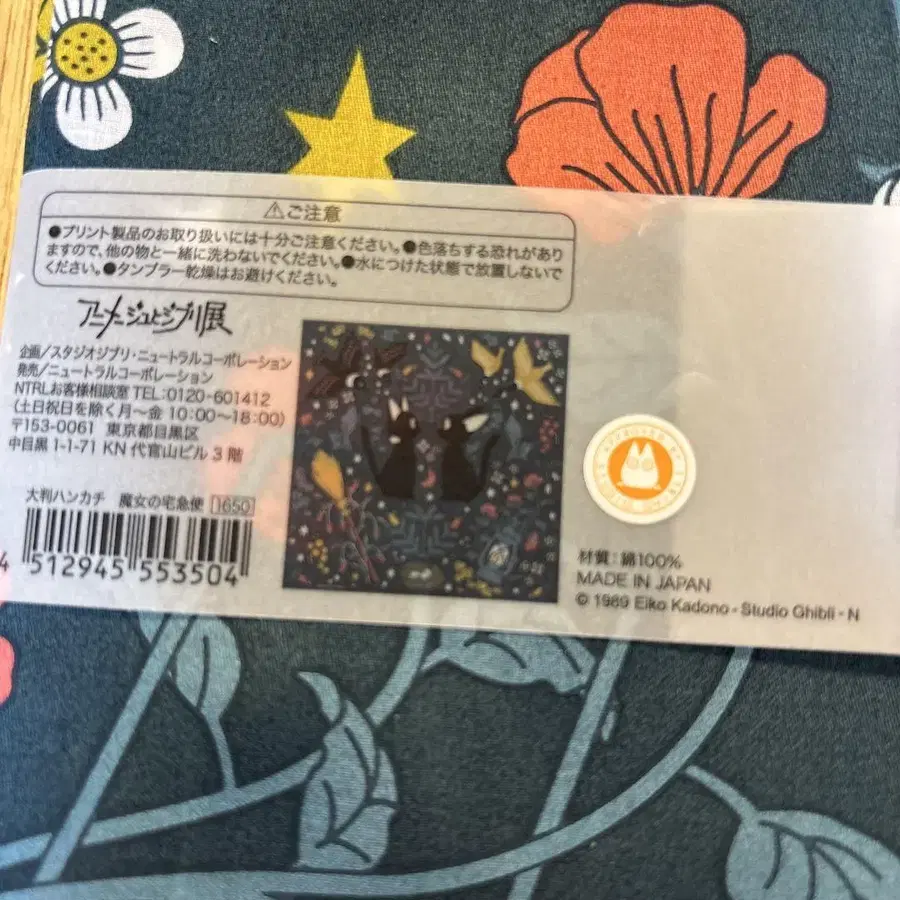 ⚠ご注意
●プリント製品のお取り扱いには十分ご注意ください。●色落ちする恐れがあり
ますので、他の物と一緒に洗わないでください。●水につけた状態で放置しないで
ください。●タンブラー乾燥はお避けください。
アニメージュとジブリ展
企画/スタジオジブリ・ニュートラルコーポレーション
発売/ニュートラルコーポレーション
NTRLお客様相談室 TEL:0120-601412
(土日祝日を除く月〜金 10:00〜18:00)
〒153-0061 東京都目黒区
中目黒 1-1-71 KN 代官山ビル 3 階
大判ハンカチ 魔女の宅急便 1650
4 512945 553504
材質:綿100%
MADE IN JAPAN
© 1989 Eiko Kadono - Studio Ghibli - N